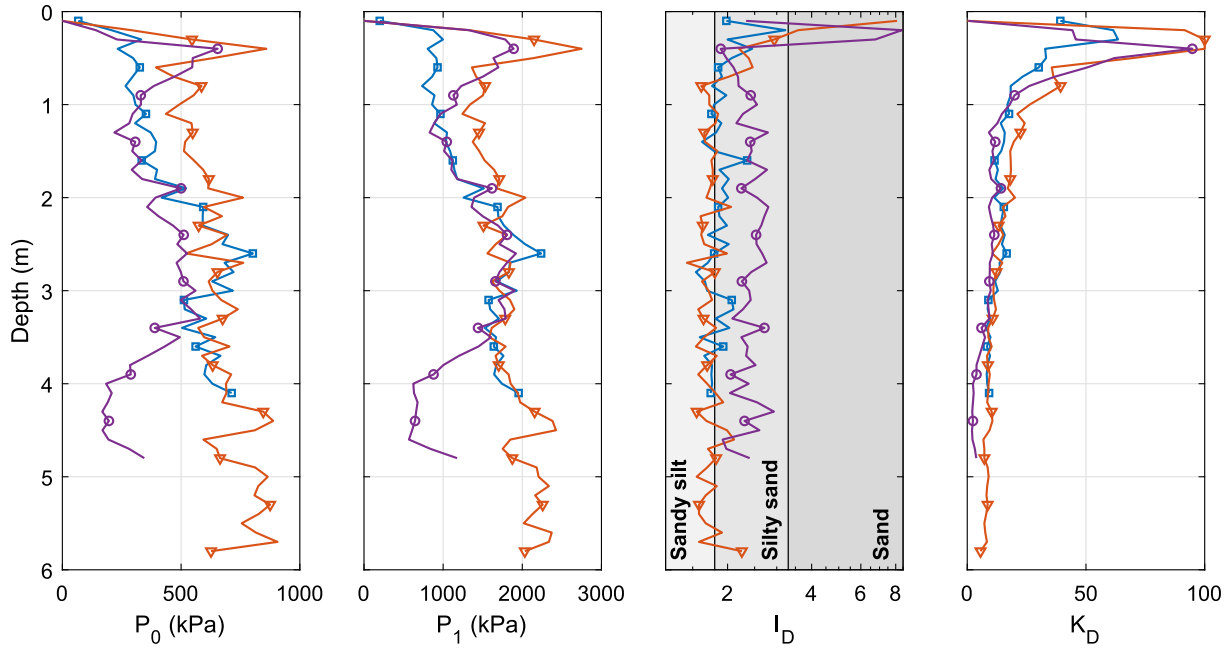 0
1
2
3
4
5
6
Depth (m)
0 500 1000
P0 (kPa)
0 1000 2000 3000
P1 (kPa)
Sandy silt
Silty sand
Sand
2 4 6 8
ID
0 50 100
KD